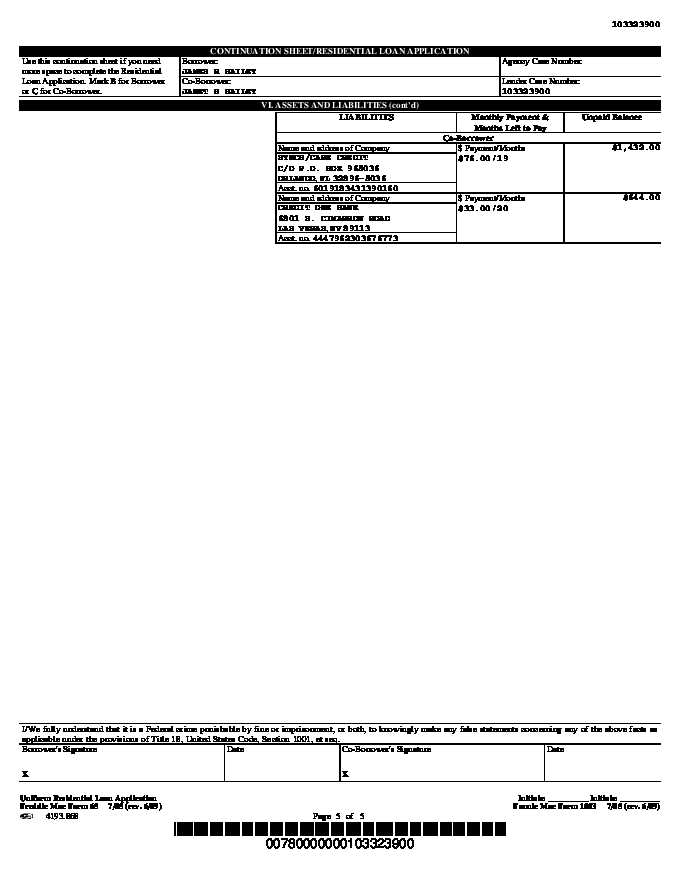 103323900
CONTINUATION SHEET/RESIDENTIAL LOAN APPLICATION
Use this continuation sheet if you need
more space to complete the Residential
Loan Application. Mark B for Borrower
or C for Co-Borrower.
Borrower:
JAMES R BAILEY
Co-Borrower:
JANET S BAILEY
Agency Case Number:
Lender Case Number:
103323900
VI ASSETS AND LIABILITIES (cont'd)
LIABILITIES
Monthly Payment &
Months Left to Pay
Unpaid Balance
Co-Borrower
Name and address of Company
SYNCB/CARE CREDIT
C/O P.O. BOX 965036
ORLANDO, FL 32896-5036
Acct. no. 6019183431390160
$ Payment/Months
$76.00/19
$1,432.00
Name and address of Company
CREDIT ONE BANK
6801 S. CIMARRON ROAD
LAS VEGAS, NV 89113
Acct. no. 4447962303676773
$ Payment/Months
$33.00/20
$644.00
I/We fully understand that it is a Federal crime punishable by fine or imprisonment, or both, to knowingly make any false statements concerning any of the above facts as
applicable under the provisions of Title 18, United States Code, Section 1001, et seq.
Borrower's Signature
Date
Co-Borrower's Signature
Date
X
X
Uniform Residential Loan Application
Freddie Mac Form 65 7/05 (rev. 6/09)
4193.868
Page 5 of 5
Initials: ________ Initials: ________
Fannie Mae Form 1003 7/05 (rev. 6/09)
00780000000103323900